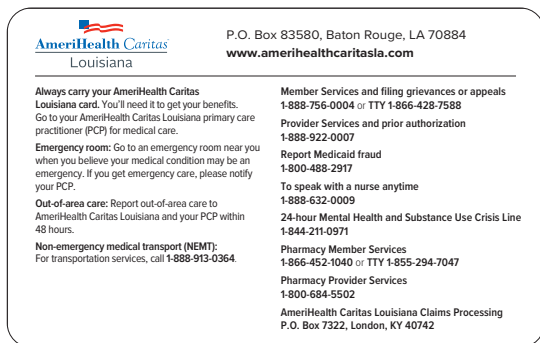 AmeriHealth Caritas
Louisiana
P.O. Box 83580, Baton Rouge, LA 70884
www.amerihealthcaritasla.com
Always carry your AmeriHealth Caritas
Louisiana card. You'll need it to get your benefits.
Go to your AmeriHealth Caritas Louisiana primary care
practitioner (PCP) for medical care.
Emergency room: Go to an emergency room near you
when you believe your medical condition may be an
emergency. If you get emergency care, please notify
your PCP.
Out-of-area care: Report out-of-area care to
AmeriHealth Caritas Louisiana and your PCP within
48 hours.
Non-emergency medical transport (NEMT):
For transportation services, call 1-888-913-0364.
Member Services and filing grievances or appeals
1-888-756-0004 or TTY 1-866-428-7588
Provider Services and prior authorization
1-888-922-0007
Report Medicaid fraud
1-800-488-2917
To speak with a nurse anytime
1-888-632-0009
24-hour Mental Health and Substance Use Crisis Line
1-844-211-0971
Pharmacy Member Services
1-866-452-1040 or TTY 1-855-294-7047
Pharmacy Provider Services
1-800-684-5502
AmeriHealth Caritas Louisiana Claims Processing
P.O. Box 7322, London, KY 40742